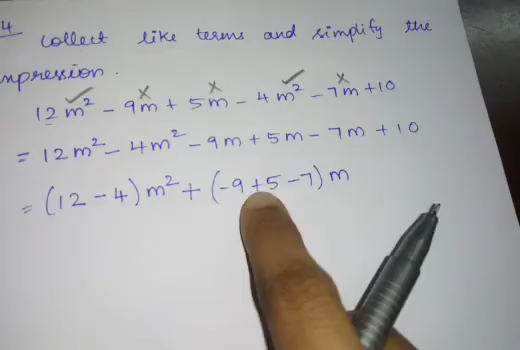 4
collect like terms and simplify the
xpression.
12m² - 9m + 5m - 4m² - 7m + 10
= 12m² - 4m² - 9m + 5m - 7m + 10
= (12 - 4) m² + (-9 + 5 - 7) m